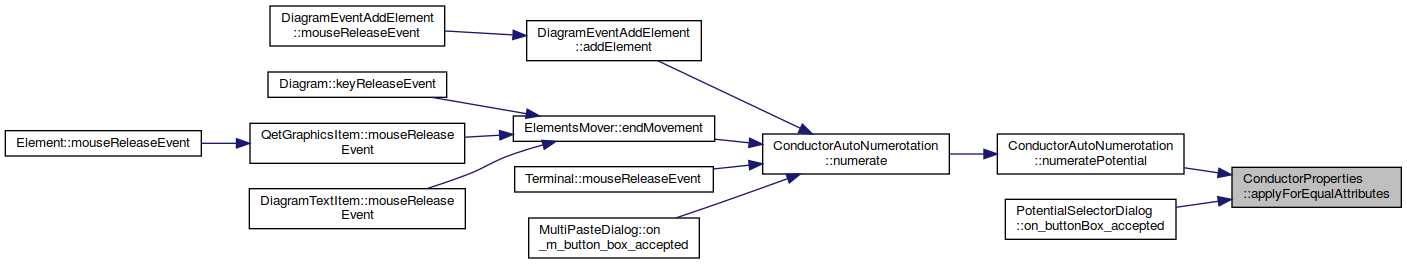 DiagramEventAddElement
::mouseReleaseEvent
DiagramEventAddElement
::addElement
Diagram::keyReleaseEvent
QetGraphicsItem::mouseRelease
Event
ElementsMover::endMovement
Element::mouseReleaseEvent
ConductorAutoNumerotation
::numerate
ConductorAutoNumerotation
::numeratePotential
Terminal::mouseReleaseEvent
ConductorProperties
::applyForEqualAttributes
DiagramTextItem::mouseRelease
Event
PotentialSelectorDialog
::on_buttonBox_accepted
MultiPasteDialog::on
_m_button_box_accepted